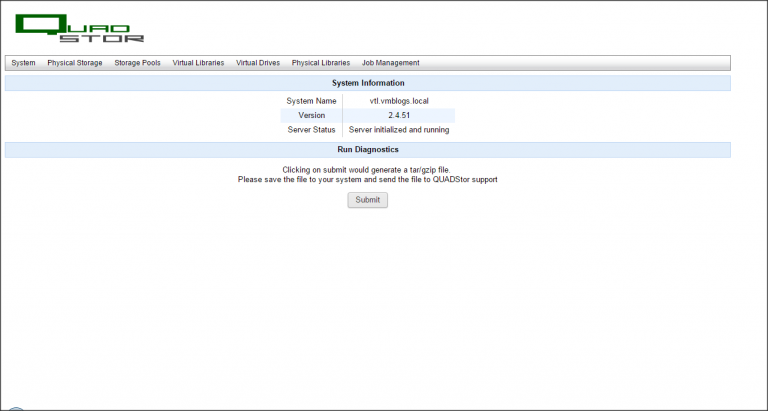 QUAD
STOR
System Physical Storage Storage Pools Virtual Libraries Virtual Drives Physical Libraries Job Management
System Information
System Name vtl.vmblogs.local
Version 2.4.51
Server Status Server initialized and running
Run Diagnostics
Clicking on submit would generate a tar/gzip file.
Please save the file to your system and send the file to QUADStor support
Submit